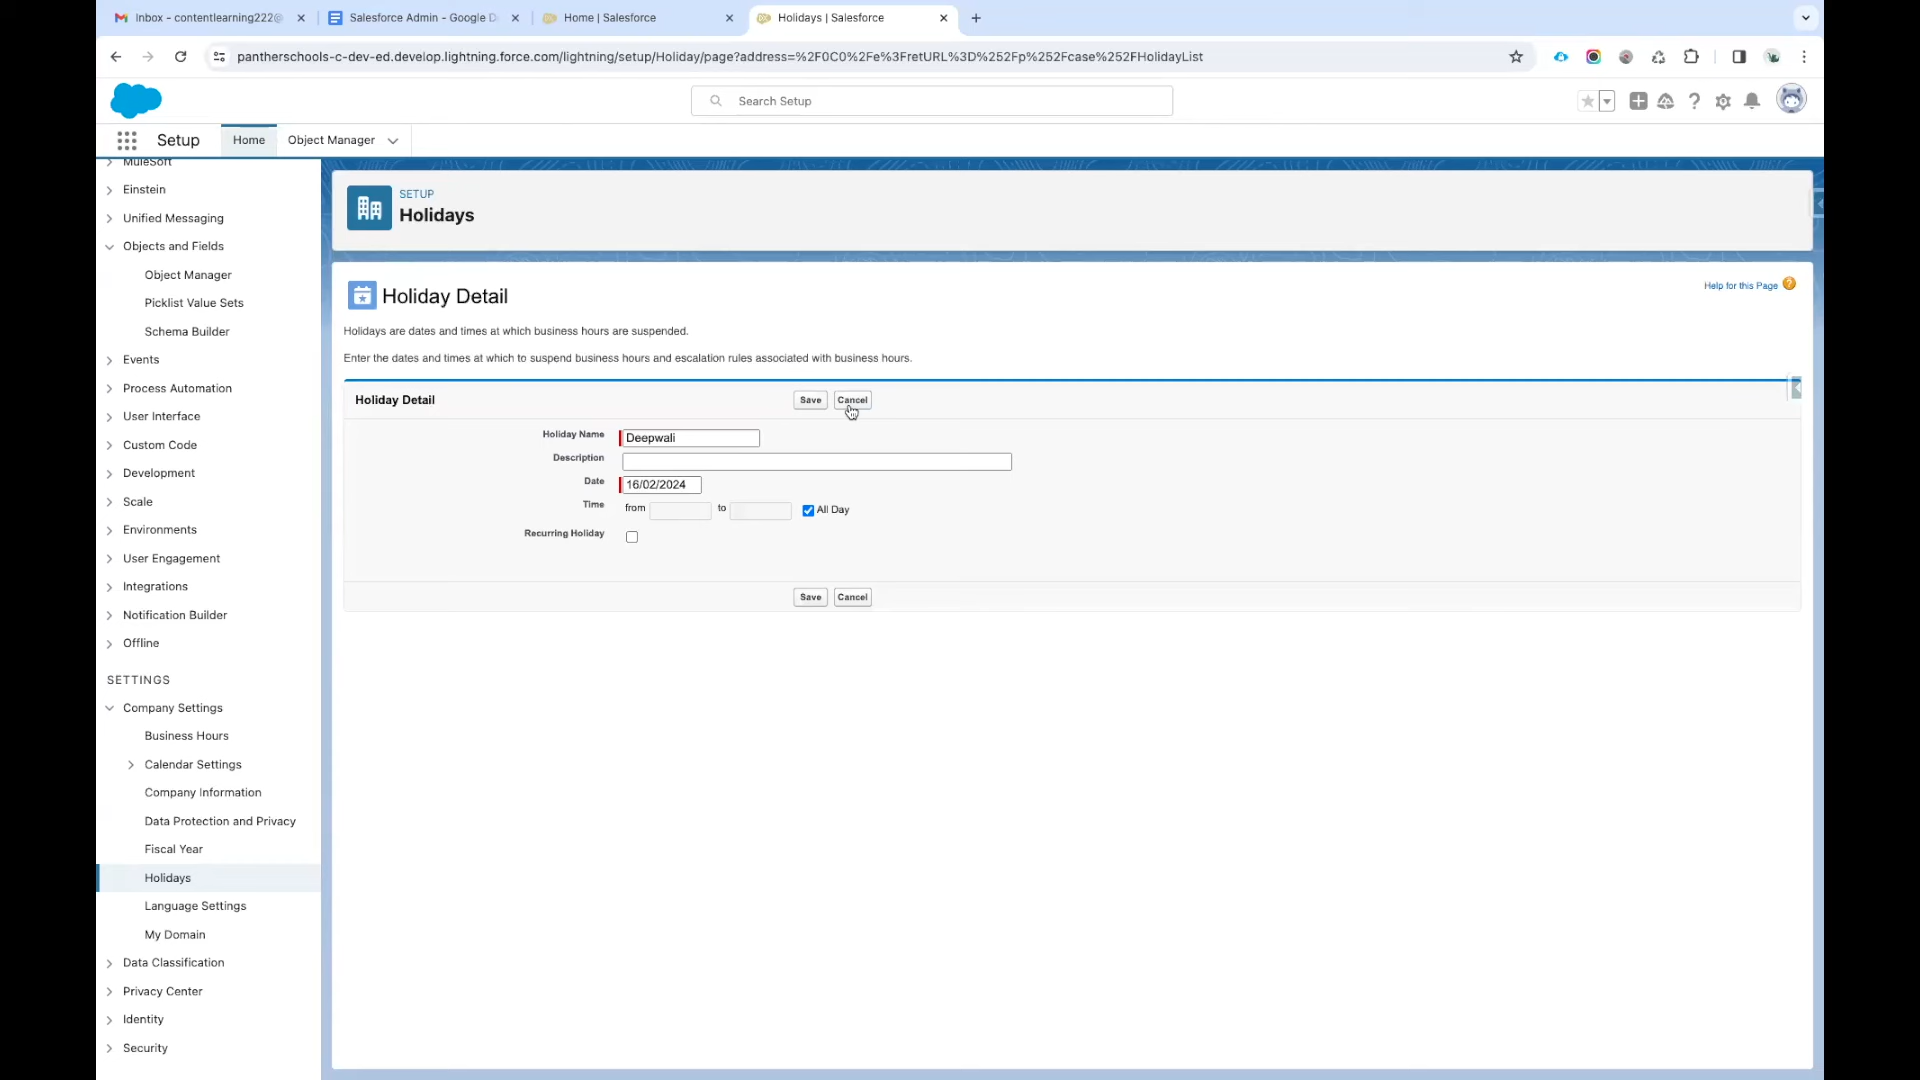 Inbox - contentlearning222@
Salesforce Admin - Google D
Home | Salesforce
Holidays | Salesforce
pantherschools-c-dev-ed.develop.lightning.force.com/lightning/setup/Holiday/page?address=%2F0C0%2Fe%3FretURL%3D%252Fp%252Fcase%252FHolidayList
Search Setup
Setup
Home
Object Manager
MuleSoft
Einstein
Unified Messaging
Objects and Fields
Object Manager
Picklist Value Sets
Schema Builder
Events
Process Automation
User Interface
Custom Code
Development
Scale
Environments
User Engagement
Integrations
Notification Builder
Offline
SETTINGS
Company Settings
Business Hours
Calendar Settings
Company Information
Data Protection and Privacy
Fiscal Year
Holidays
Language Settings
My Domain
Data Classification
Privacy Center
Identity
Security
SETUP
Holidays
Holiday Detail
Help for this Page ?
Holidays are dates and times at which business hours are suspended.
Enter the dates and times at which to suspend business hours and escalation rules associated with business hours.
Holiday Detail
Save Cancel
Holiday Name Deepwali
Description
Date 16/02/2024
Time from to All Day
Recurring Holiday
Save Cancel